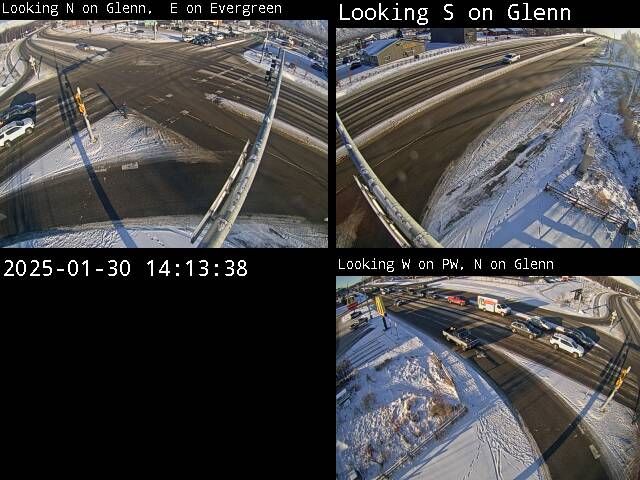 Looking N on Glenn,  E on Evergreen
Looking S on Glenn
2025-01-30 14:13:38
Looking W on PW, N on Glenn